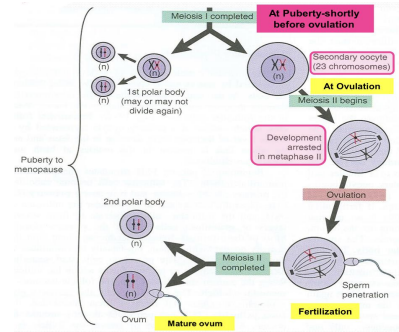 Meiosis I completed
At Puberty-shortly
before ovulation
(n)
(n)
(n)
1st polar body
(may or may not
divide again)
(n)
Secondary oocyte
(23 chromosomes)
At Ovulation
Meiosis II begins
Development
arrested
in metaphase II
Puberty to
menopause
Ovulation
2nd polar body
(n)
Meiosis II
completed
(n)
Sperm
penetration
Ovum
Mature ovum
Fertilization